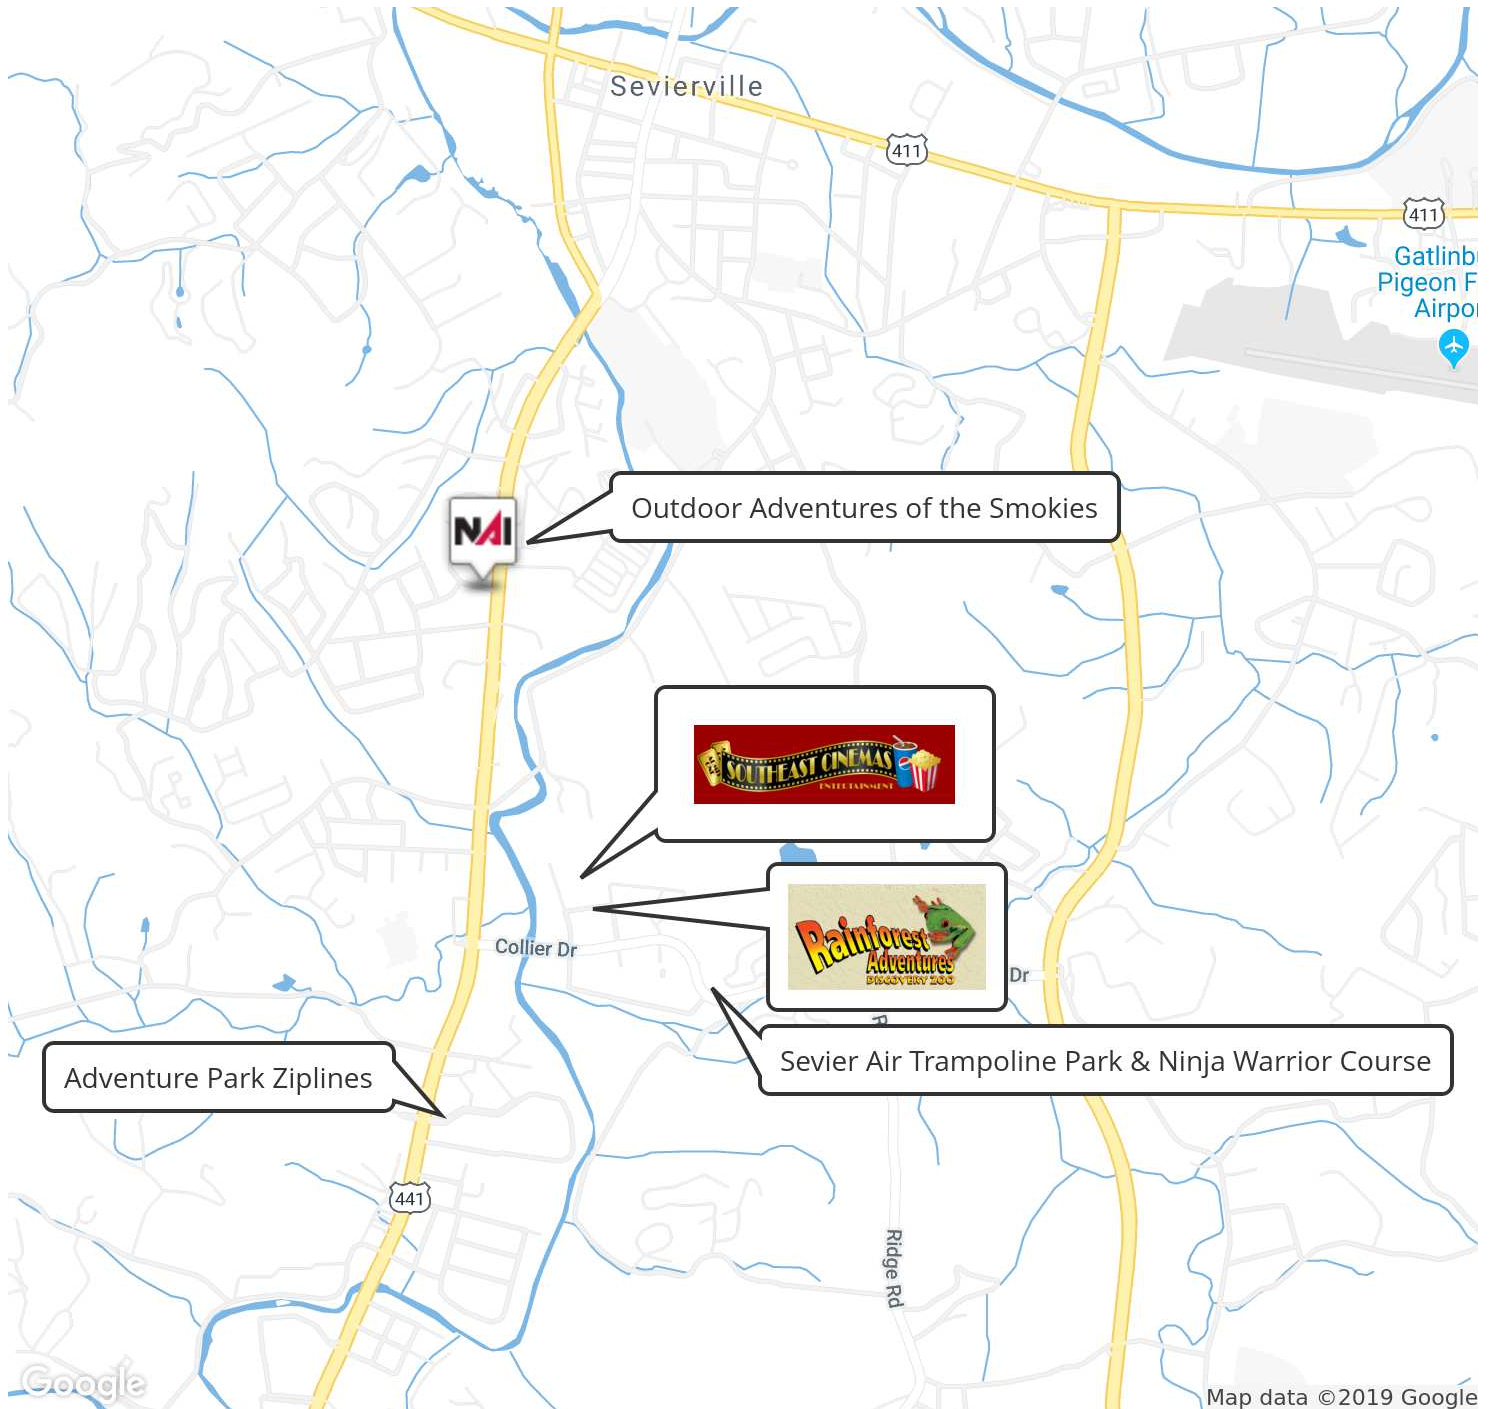 Sevierville
411
411
Gatlinb
Pigeon F
Airpo
Outdoor Adventures of the Smokies
NAI
SOUTHEAST CINEMAS
ENTERTAINMENT
Rainforest
Adventures
DISCOVERY ZOO
Collier Dr
Dr
R
Sevier Air Trampoline Park & Ninja Warrior Course
Adventure Park Ziplines
441
Ridge Rd
Google
Map data ©2019 Google